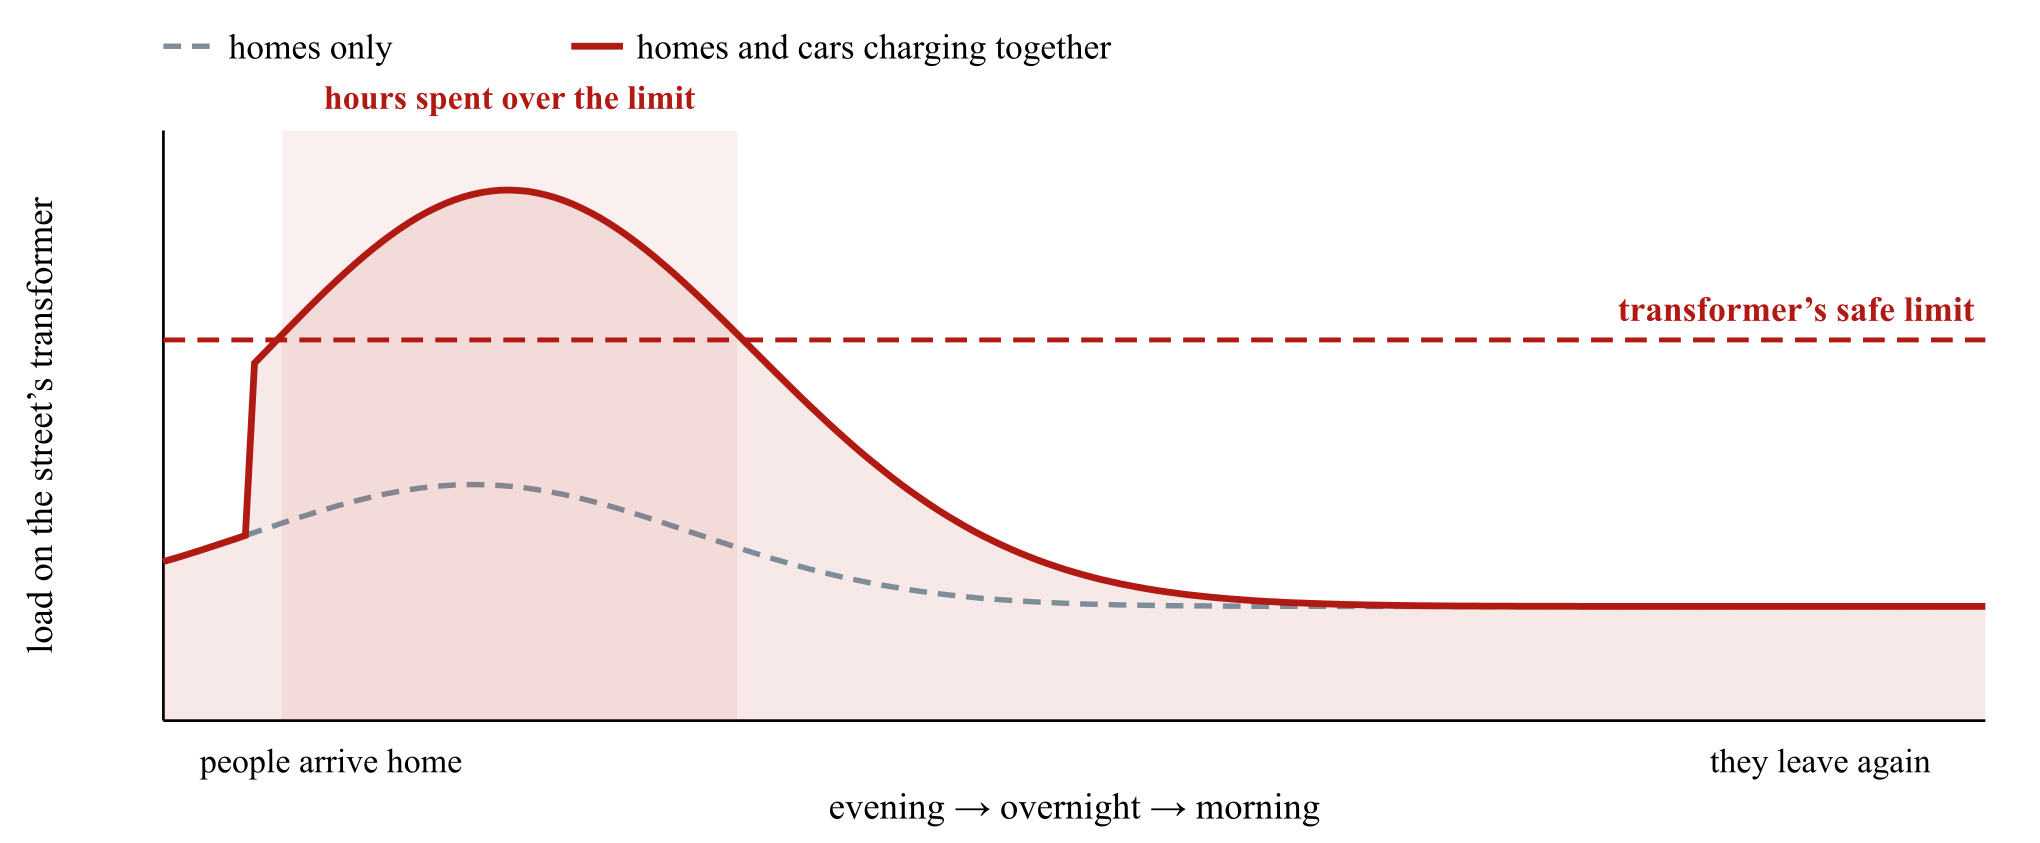 homes only
homes and cars charging together
hours spent over the limit
transformer’s safe limit
load on the street’s transformer
people arrive home
they leave again
evening → overnight → morning